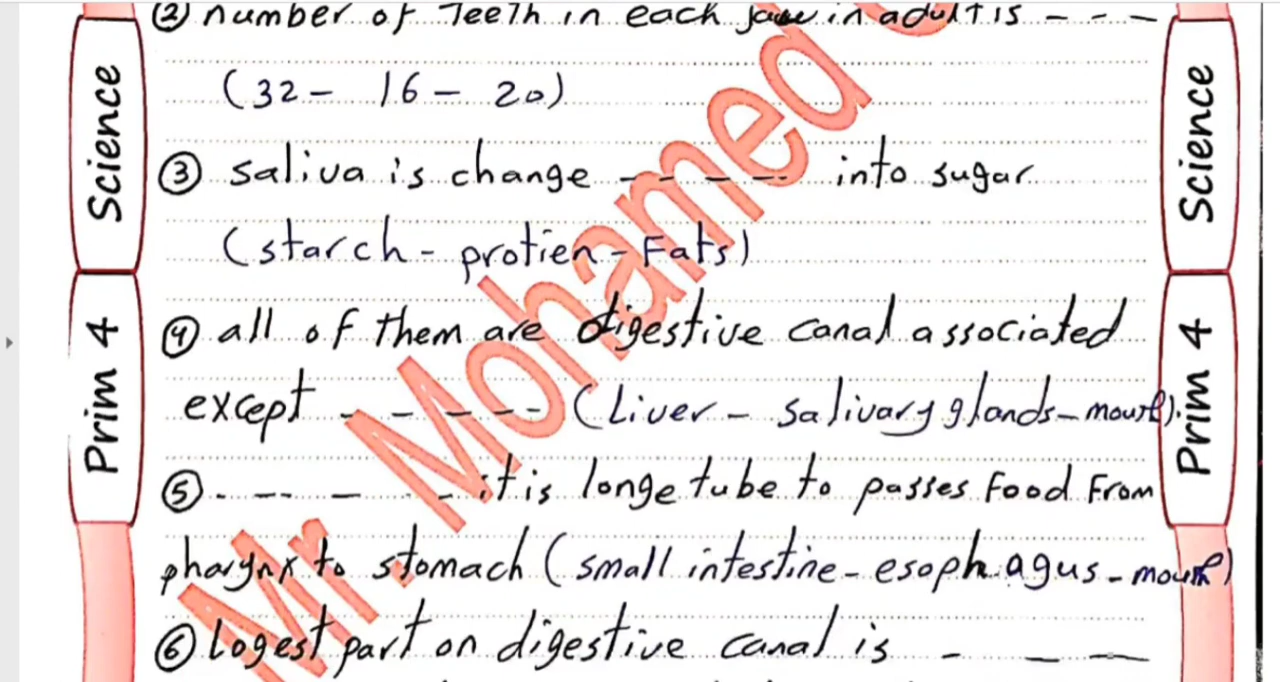 ② number of Teeth in each jaw in adult is - - -
(32 - 16 - 20)
③ saliva is change - - - - - into sugar
(starch - protien - Fats)
④ all of them are digestive canal associated
except - - - - - (Liver - salivary glands - mouth).
⑤ - - - - - it is longe tube to passes Food From
pharynx to stomach (small intestine - esophagus - mouth)
⑥ Logest part on digestive canal is - - -
Science
Prim 4
Science
Prim 4
Mr. Mohamed